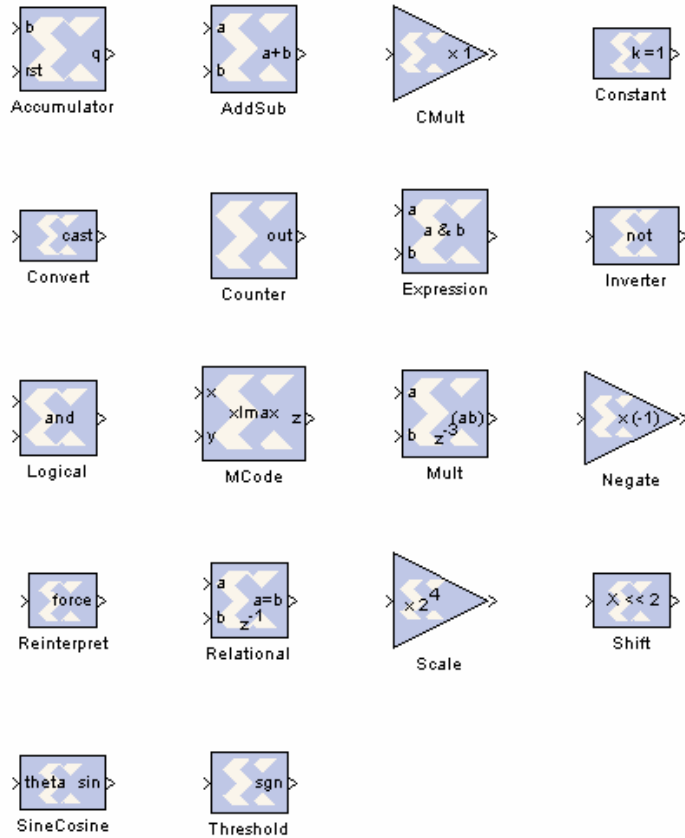 b
rst
q
Accumulator
a
b
a+b
AddSub
x 1
CMult
k=1
Constant
cast
Convert
out
Counter
a
b
a & b
Expression
not
Inverter
and
Logical
x
y
xlmax
z
MCode
a
b
(ab)
z-3
Mult
x (-1)
Negate
force
Reinterpret
a
b
a=b
z-1
Relational
x 2^4
Scale
X << 2
Shift
theta sin
SineCosine
sgn
Threshold